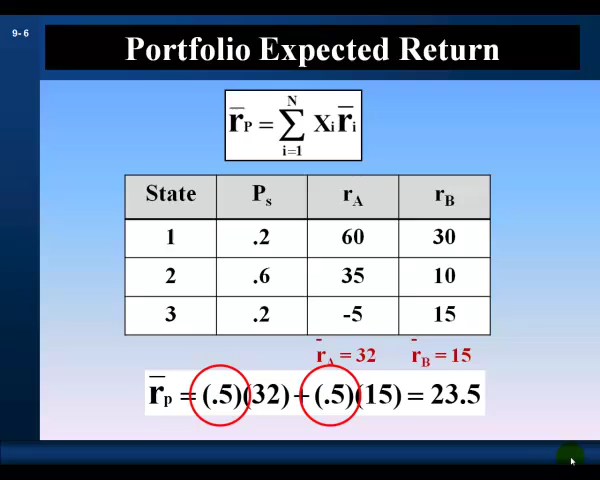 9- 6
Portfolio Expected Return
r̅P = ∑ i=1 N Xi r̅i
State Ps rA rB
1 .2 60 30
2 .6 35 10
3 .2 -5 15
r̅A = 32 r̅B = 15
r̅p = (.5)(32) + (.5)(15) = 23.5